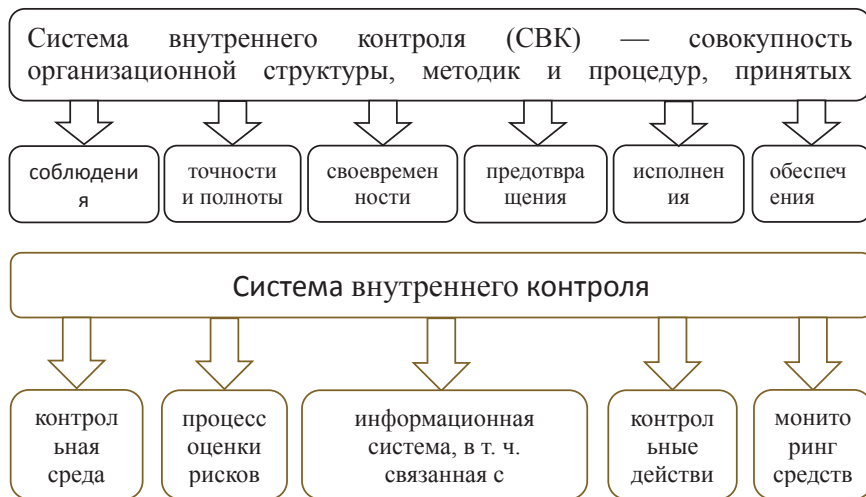 Система внутреннего контроля (СВК) — совокупность
организационной структуры, методик и процедур, принятых
соблюдени
я
точности
и полноты
своевремен
ности
предотвра
щения
исполнен
ия
обеспеч
ения
Система внутреннего контроля
контрол
ьная
среда
процесс
оценки
рисков
информационная
система, в т. ч.
связанная с
контрол
ьные
действи
монито
ринг
средств